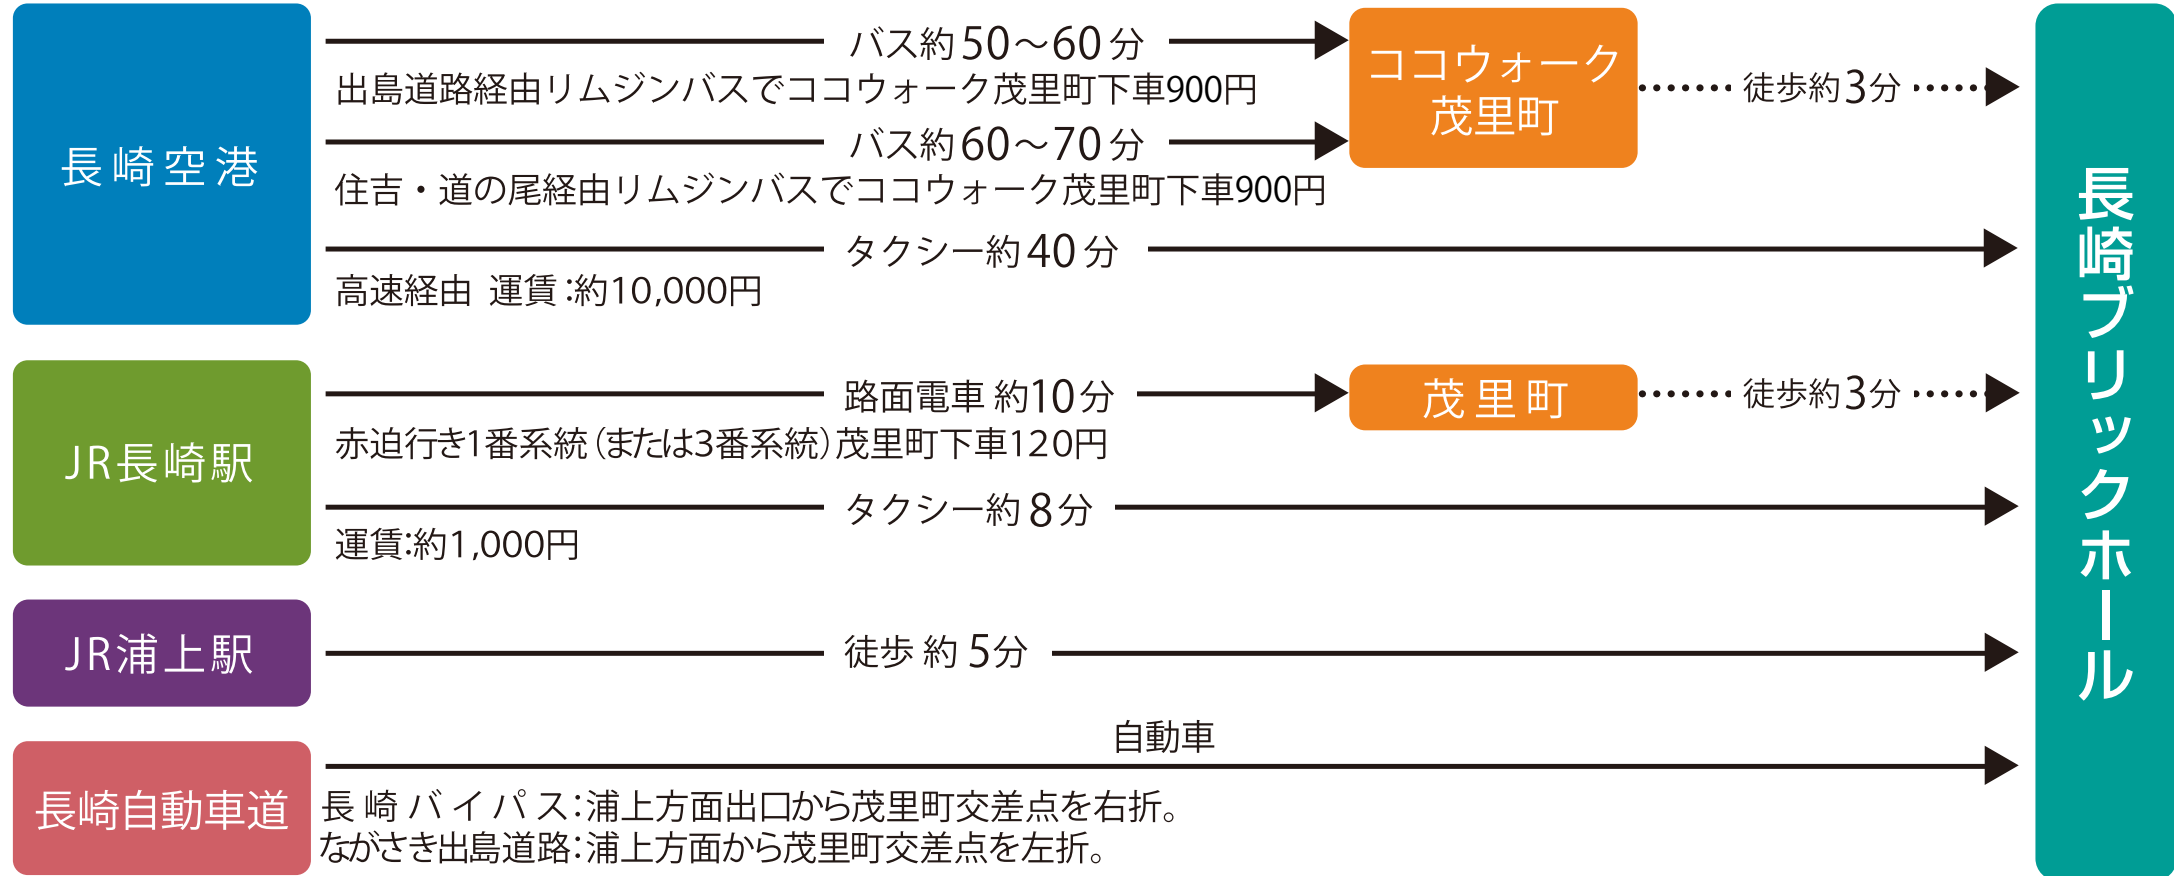 長崎空港
バス約50～60分
出島道路経由リムジンバスでココウォーク茂里町下車900円
バス約60～70分
住吉・道の尾経由リムジンバスでココウォーク茂里町下車900円
ココウォーク
茂里町
徒歩約3分
タクシー約40分
高速経由 運賃：約10,000円
JR長崎駅
路面電車 約10分
赤迫行き1番系統（または3番系統）茂里町下車120円
茂里町
徒歩約3分
タクシー約8分
運賃：約1,000円
JR浦上駅
徒歩 約5分
長崎自動車道
自動車
長崎バイパス：浦上方面出口から茂里町交差点を右折。
ながさき出島道路：浦上方面から茂里町交差点を左折。
長崎ブリックホール